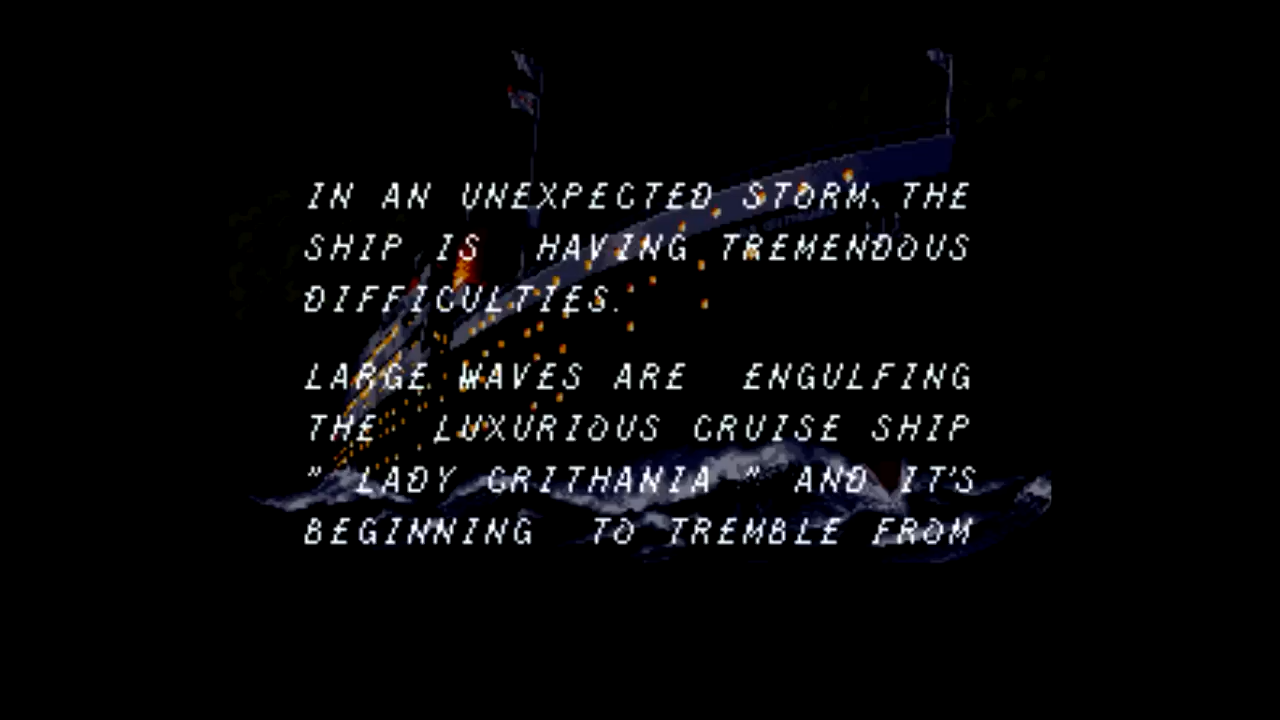 IN AN UNEXPECTED STORM, THE
SHIP IS HAVING TREMENDOUS
DIFFICULTIES.
LARGE WAVES ARE ENGULFING
THE LUXURIOUS CRUISE SHIP
" LADY CRITHANIA " AND IT'S
BEGINNING TO TREMBLE FROM